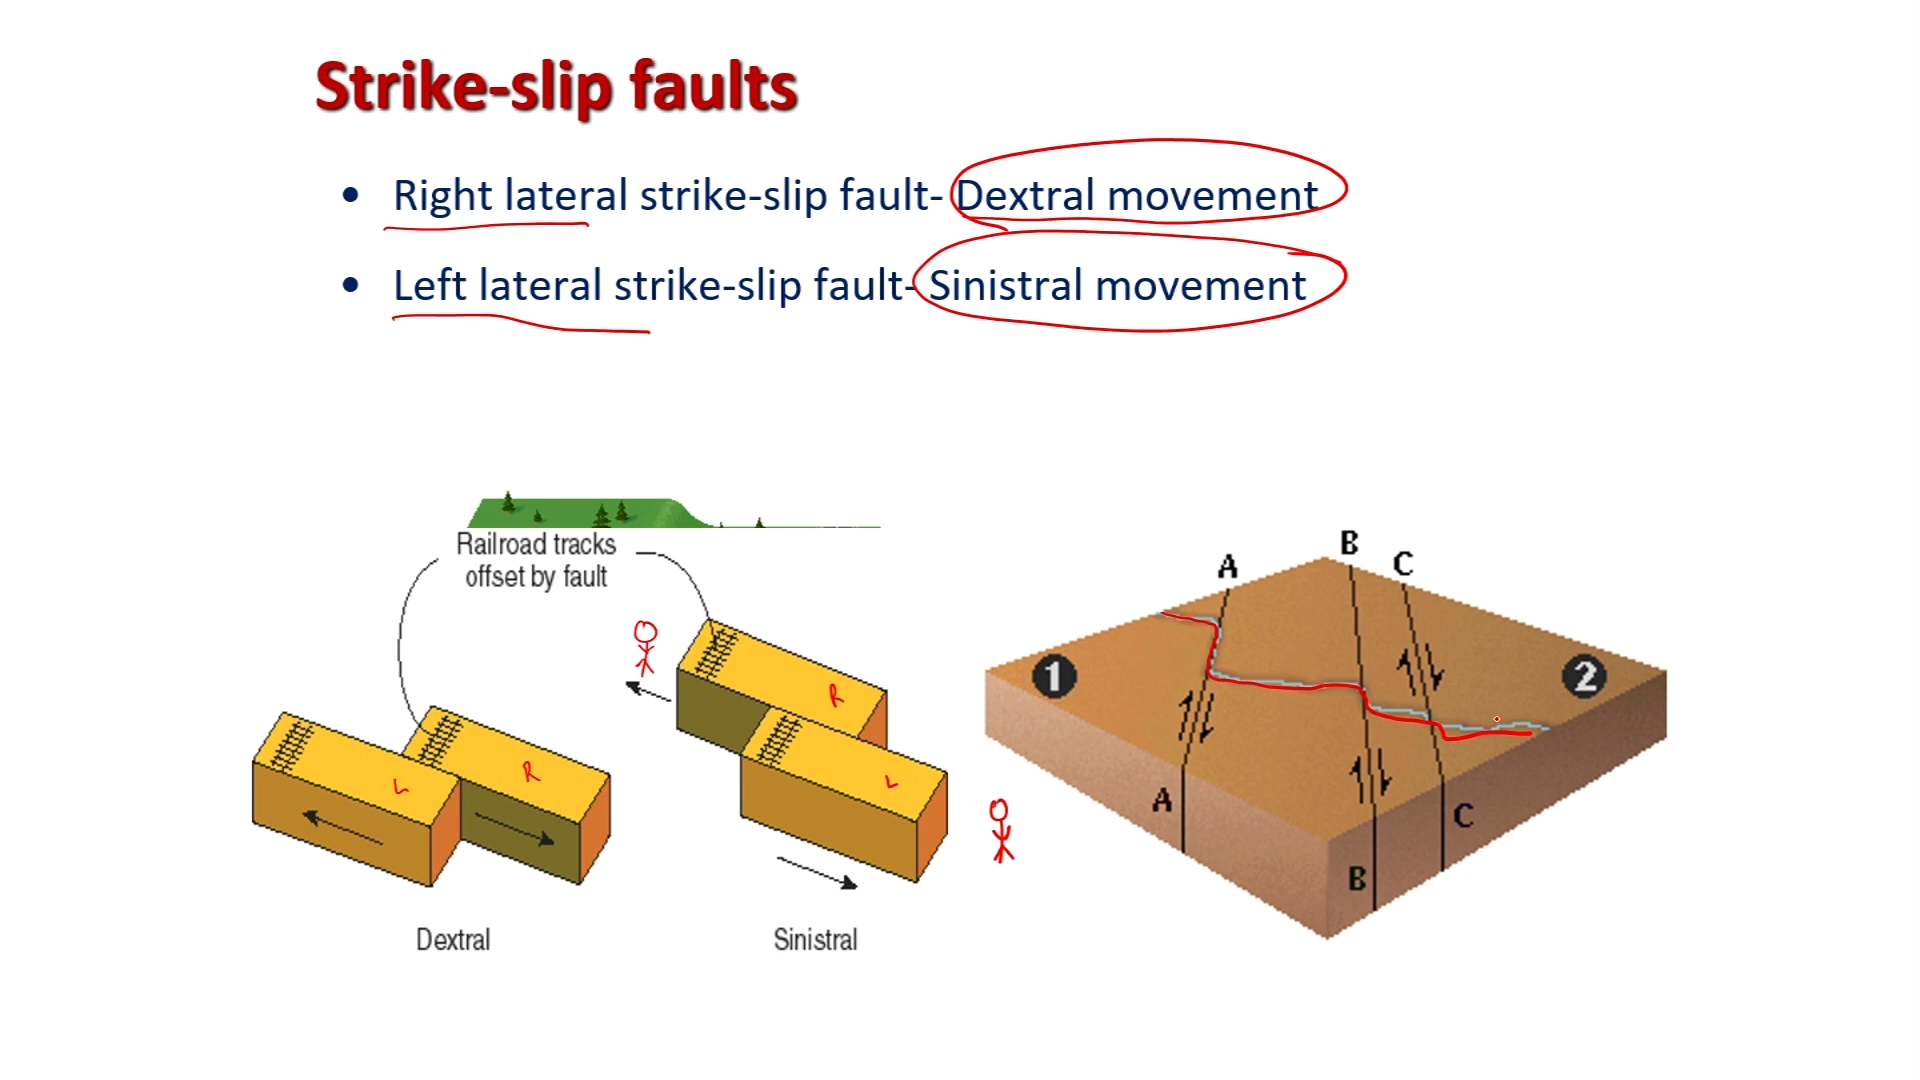 Strike-slip faults
• Right lateral strike-slip fault- Dextral movement
• Left lateral strike-slip fault- Sinistral movement
Railroad tracks
offset by fault
L
R
Dextral
R
L
Sinistral
A
B
C
1
2
A
B
C